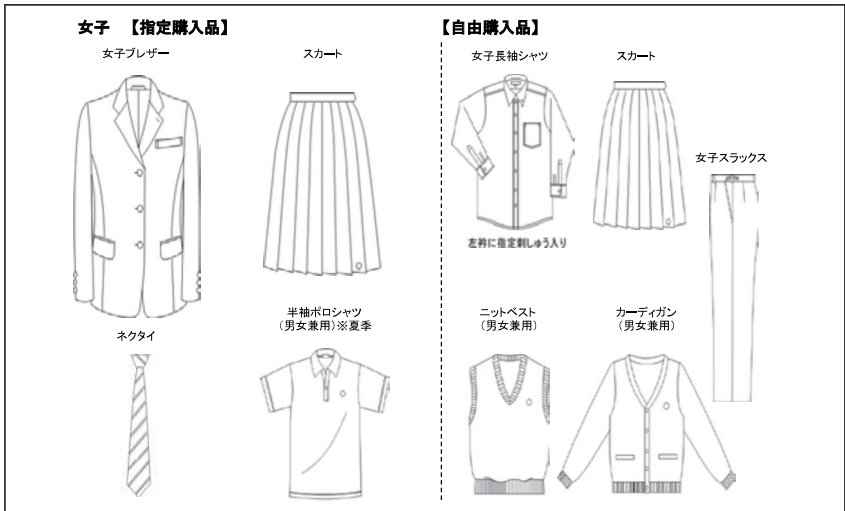 女子 【指定購入品】
女子ブレザー
スカート
ネクタイ
半袖ポロシャツ
(男女兼用)※夏季
【自由購入品】
女子長袖シャツ
スカート
左衿に指定刺しゅう入り
女子スラックス
ニットベスト
(男女兼用)
カーディガン
(男女兼用)